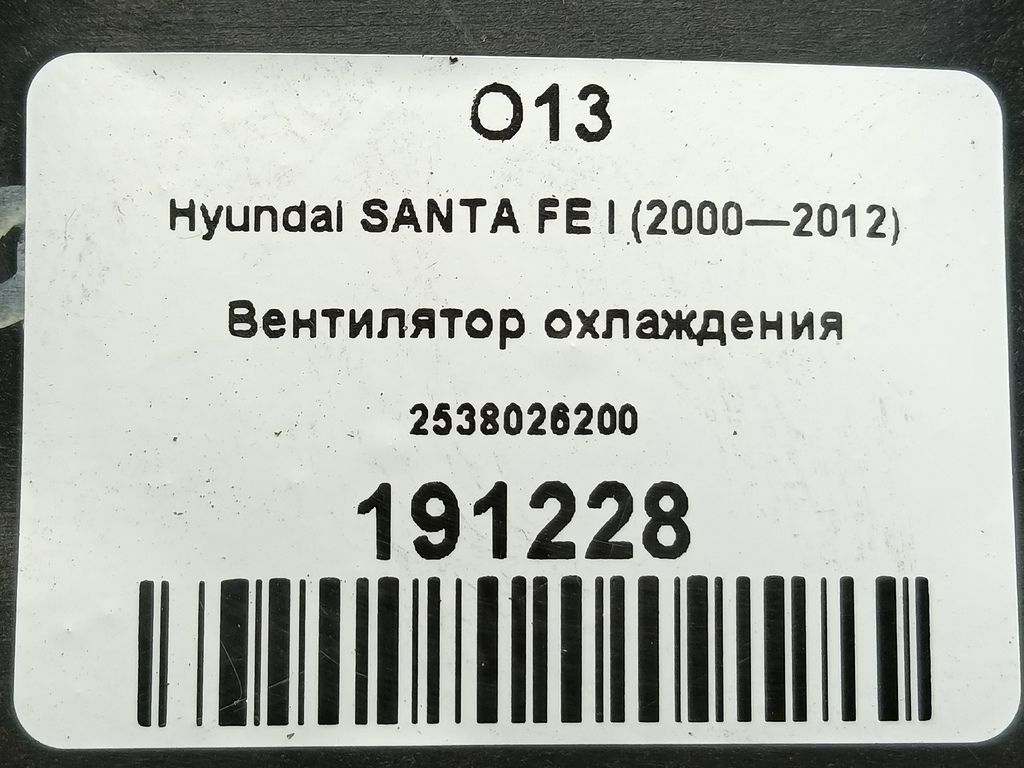 O13
Hyundai SANTA FE I (2000—2012)
Вентилятор охлаждения
2538026200
191228